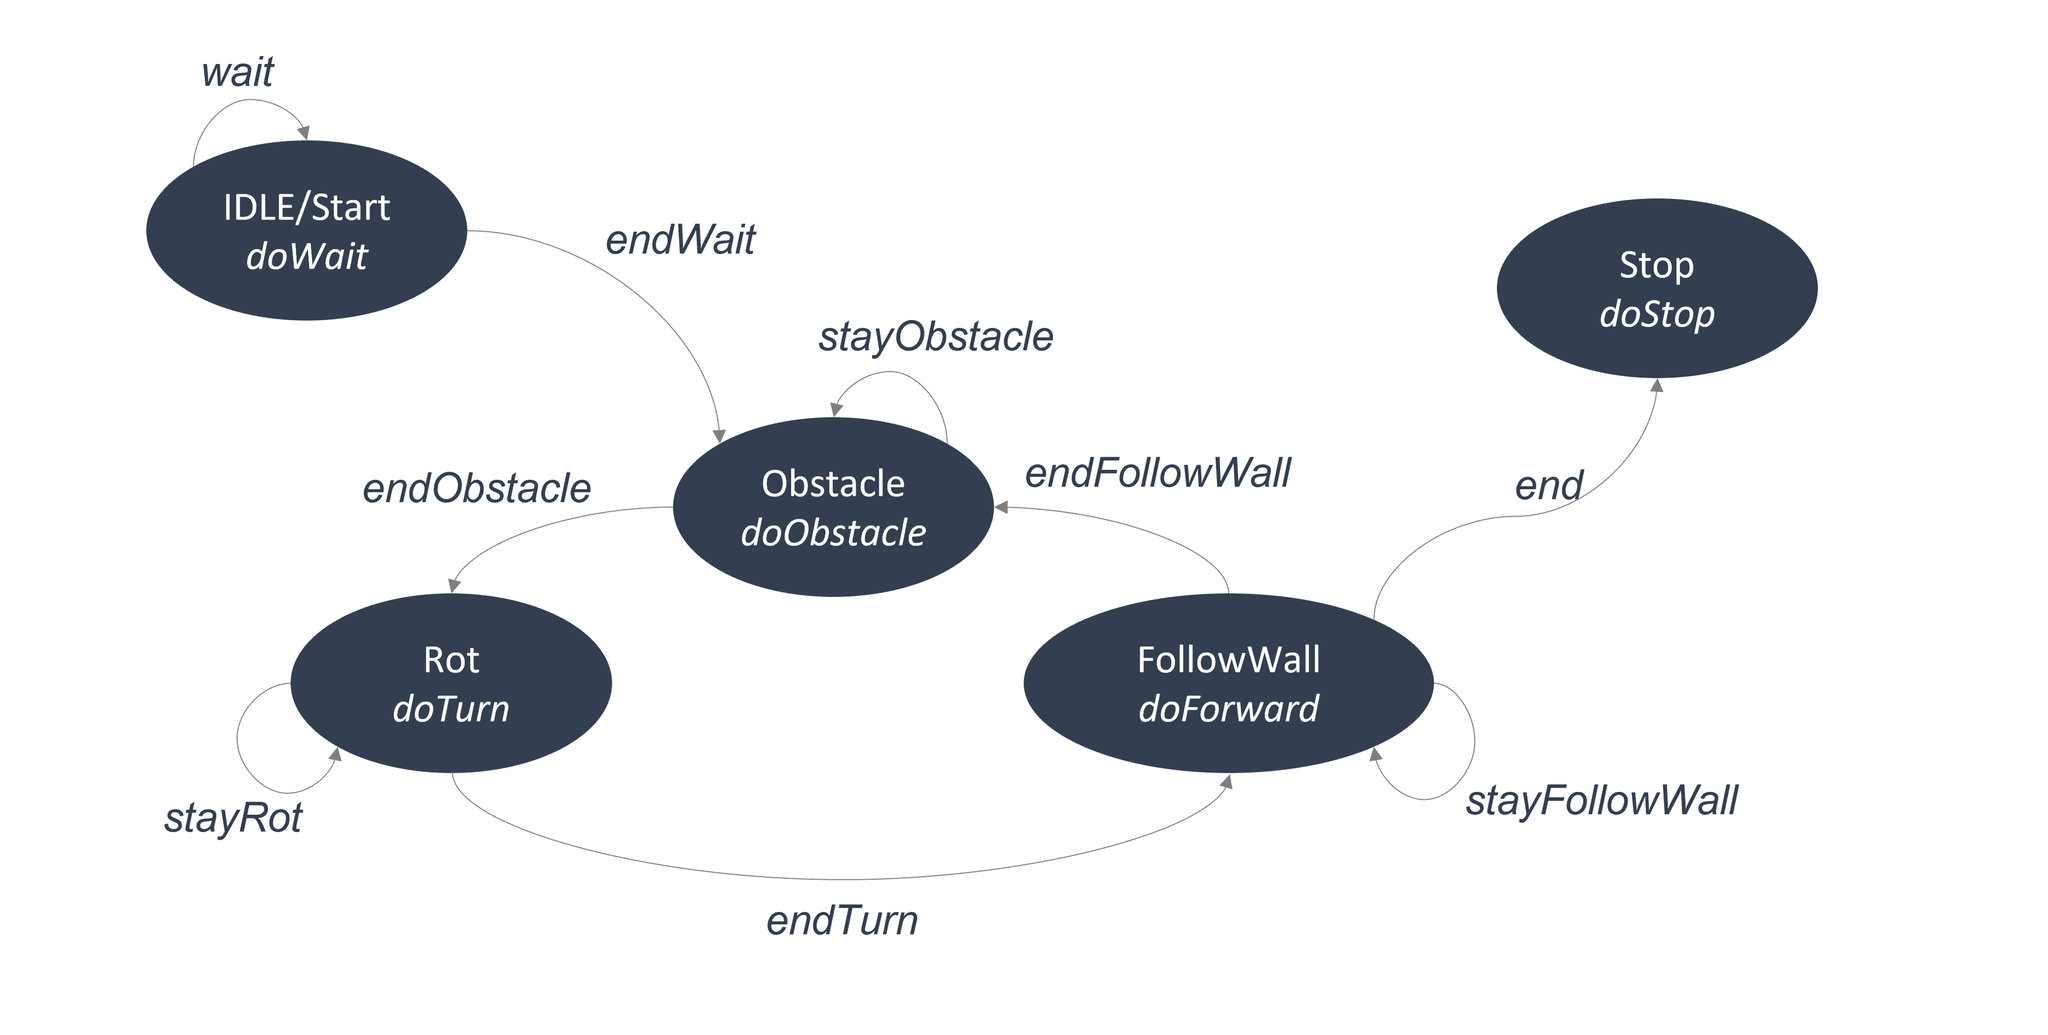 wait
IDLE/Start
doWait
endWait
Stop
doStop
stayObstacle
endObstacle
Obstacle
doObstacle
endFollowWall
end
Rot
doTurn
FollowWall
doForward
stayRot
stayFollowWall
endTurn